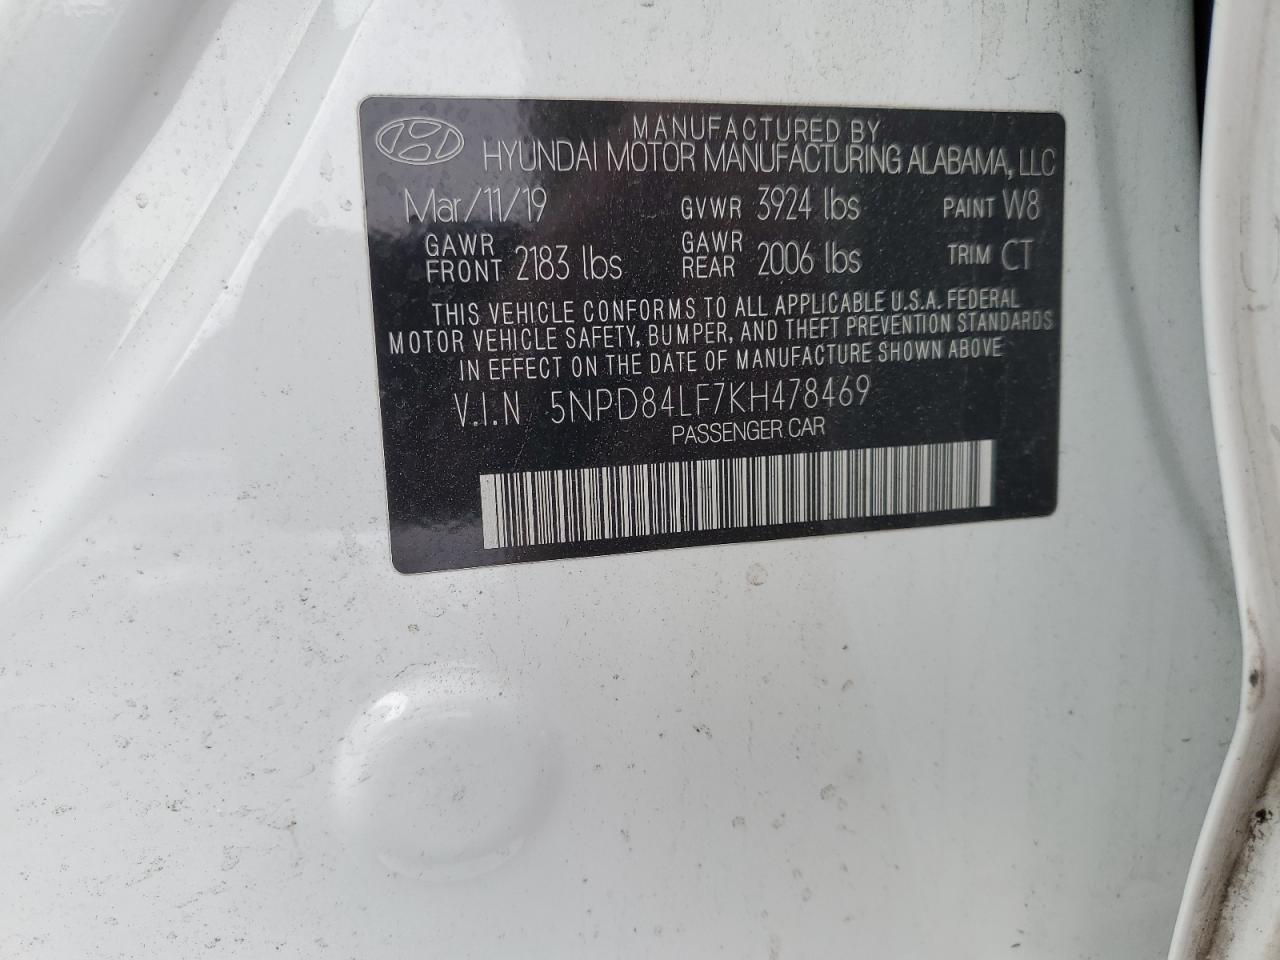 MANUFACTURED BY
HYUNDAI MOTOR MANUFACTURING ALABAMA, LLC
Mar/11/19 GVWR 3924 lbs PAINT W8
GAWR FRONT 2183 lbs GAWR REAR 2006 lbs TRIM CT
THIS VEHICLE CONFORMS TO ALL APPLICABLE U.S.A. FEDERAL
MOTOR VEHICLE SAFETY, BUMPER, AND THEFT PREVENTION STANDARDS
IN EFFECT ON THE DATE OF MANUFACTURE SHOWN ABOVE
V.I.N 5NPD84LF7KH478469
PASSENGER CAR